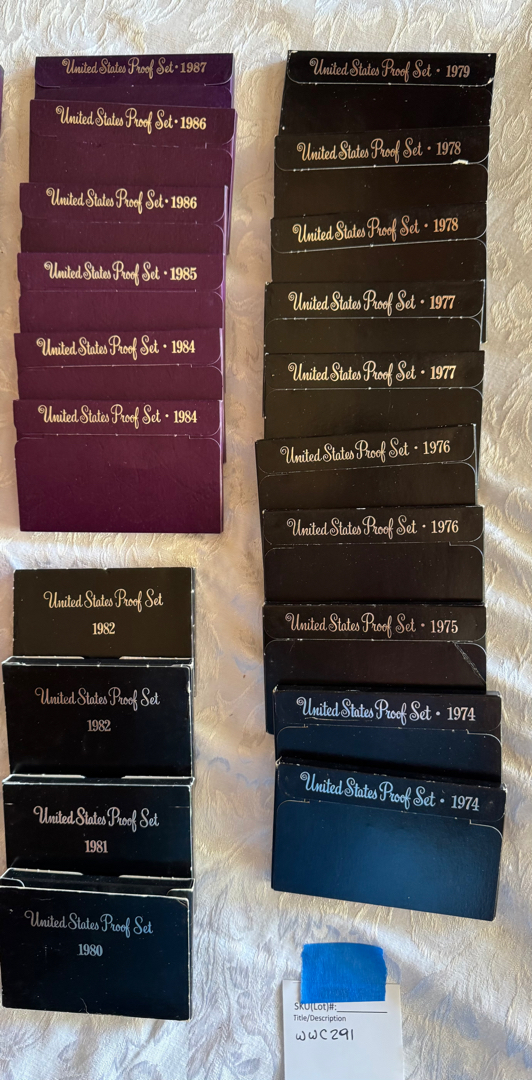 United States Proof Set • 1987
United States Proof Set • 1986
United States Proof Set • 1986
United States Proof Set • 1985
United States Proof Set • 1984
United States Proof Set • 1984
United States Proof Set
1982
United States Proof Set
1982
United States Proof Set
1981
United States Proof Set
1980
United States Proof Set • 1979
United States Proof Set • 1978
United States Proof Set • 1978
United States Proof Set • 1977
United States Proof Set • 1977
United States Proof Set • 1976
United States Proof Set • 1976
United States Proof Set • 1975
United States Proof Set • 1974
United States Proof Set • 1974
SKU(Lot)#:
Title/Description
WWC291